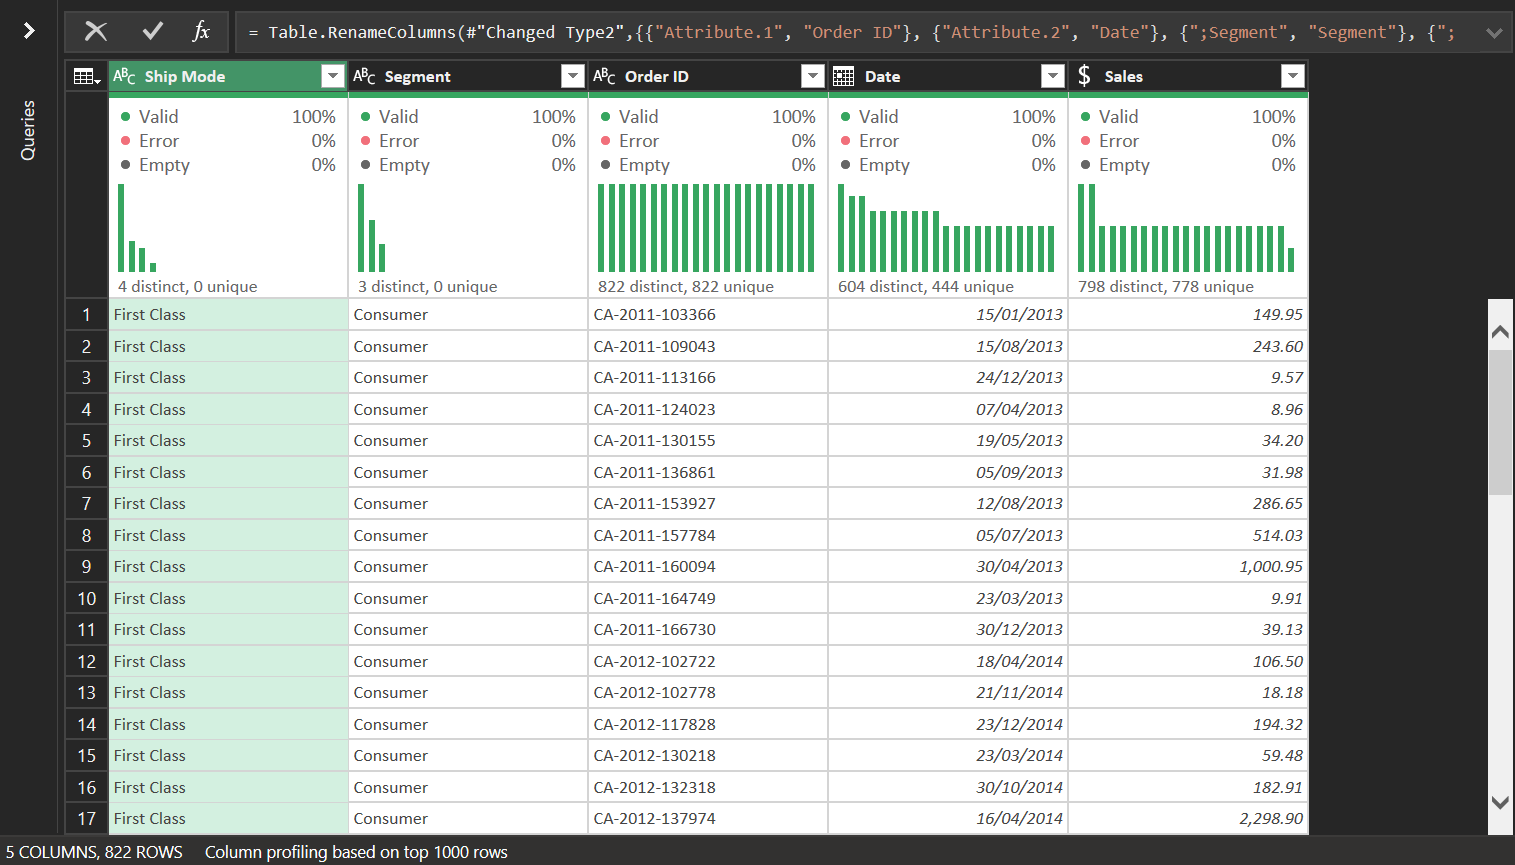 fx = Table.RenameColumns(#"Changed Type2",{{"Attribute.1", "Order ID"}, {"Attribute.2", "Date"}, {";Segment", "Segment"}, {";
Queries
ABC Ship Mode ABC Segment ABC Order ID Date $ Sales
Valid 100% Valid 100% Valid 100% Valid 100% Valid 100%
Error 0% Error 0% Error 0% Error 0% Error 0%
Empty 0% Empty 0% Empty 0% Empty 0% Empty 0%
4 distinct, 0 unique 3 distinct, 0 unique 822 distinct, 822 unique 604 distinct, 444 unique 798 distinct, 778 unique
1 First Class Consumer CA-2011-103366 15/01/2013 149.95
2 First Class Consumer CA-2011-109043 15/08/2013 243.60
3 First Class Consumer CA-2011-113166 24/12/2013 9.57
4 First Class Consumer CA-2011-124023 07/04/2013 8.96
5 First Class Consumer CA-2011-130155 19/05/2013 34.20
6 First Class Consumer CA-2011-136861 05/09/2013 31.98
7 First Class Consumer CA-2011-153927 12/08/2013 286.65
8 First Class Consumer CA-2011-157784 05/07/2013 514.03
9 First Class Consumer CA-2011-160094 30/04/2013 1,000.95
10 First Class Consumer CA-2011-164749 23/03/2013 9.91
11 First Class Consumer CA-2011-166730 30/12/2013 39.13
12 First Class Consumer CA-2012-102722 18/04/2014 106.50
13 First Class Consumer CA-2012-102778 21/11/2014 18.18
14 First Class Consumer CA-2012-117828 23/12/2014 194.32
15 First Class Consumer CA-2012-130218 23/03/2014 59.48
16 First Class Consumer CA-2012-132318 30/10/2014 182.91
17 First Class Consumer CA-2012-137974 16/04/2014 2,298.90
5 COLUMNS, 822 ROWS Column profiling based on top 1000 rows